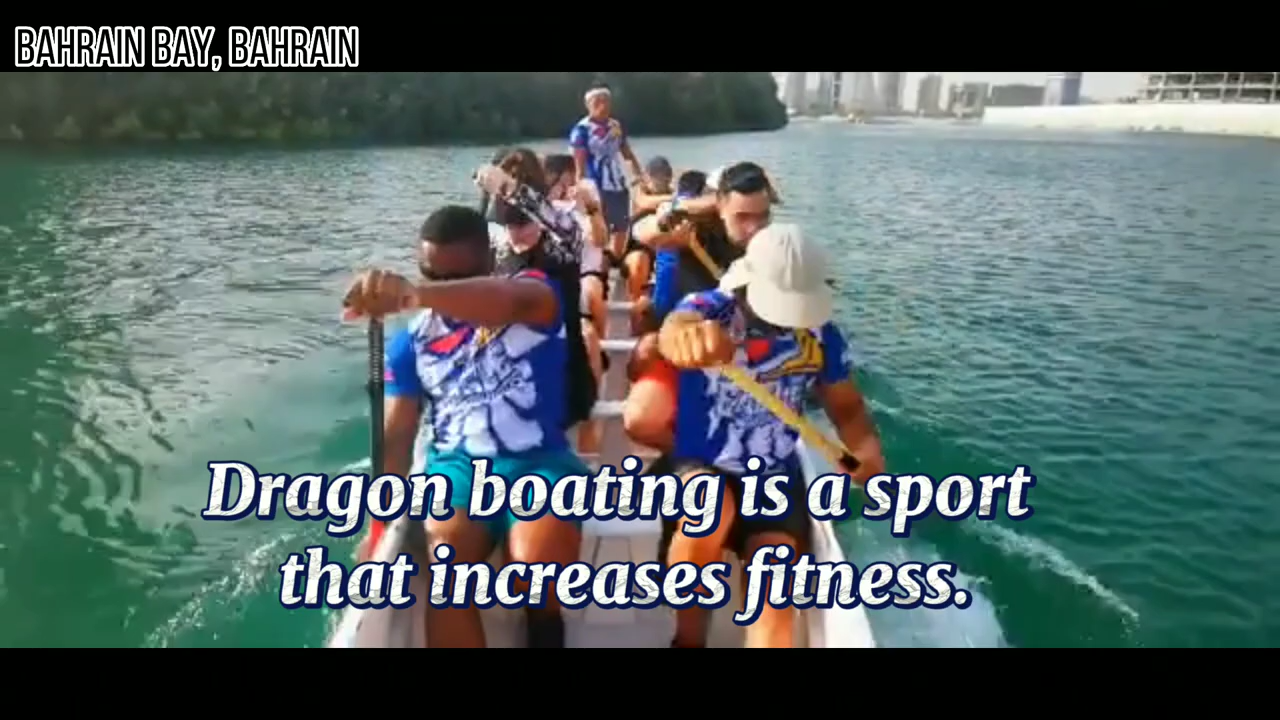 BAHRAIN BAY, BAHRAIN
Dragon boating is a sport
that increases fitness.